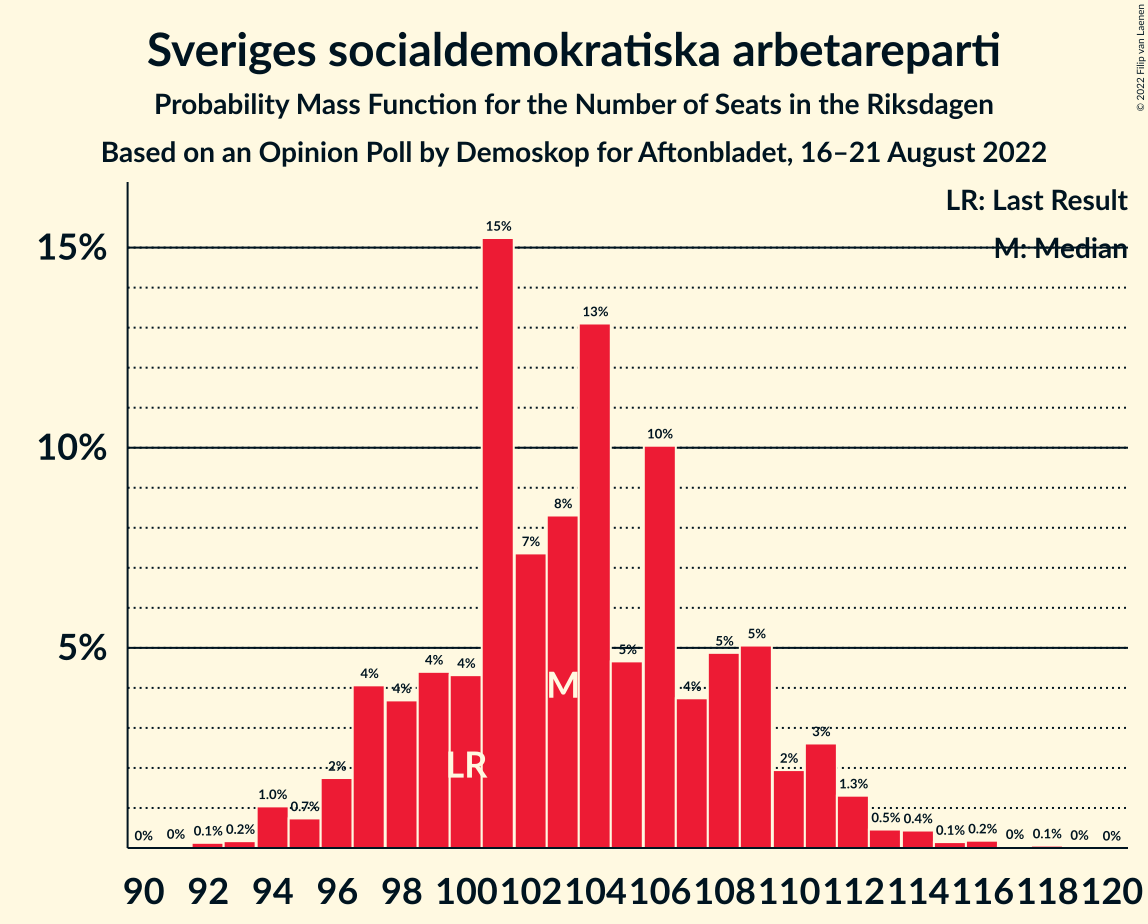 Sveriges socialdemokratiska arbetareparti
Probability Mass Function for the Number of Seats in the Riksdagen
Based on an Opinion Poll by Demoskop for Aftonbladet, 16–21 August 2022
© 2022 Filip van Laenen
LR: Last Result
M: Median
15%
10%
5%
0% 0% 0.1% 0.2% 1.0% 0.7% 2% 4% 4% 4% 4% 15% 7% 8% 13% 5% 10% 4% 5% 5% 2% 3% 1.3% 0.5% 0.4% 0.1% 0.2% 0% 0.1% 0% 0%
M
LR
90 92 94 96 98 100 102 104 106 108 110 112 114 116 118 120